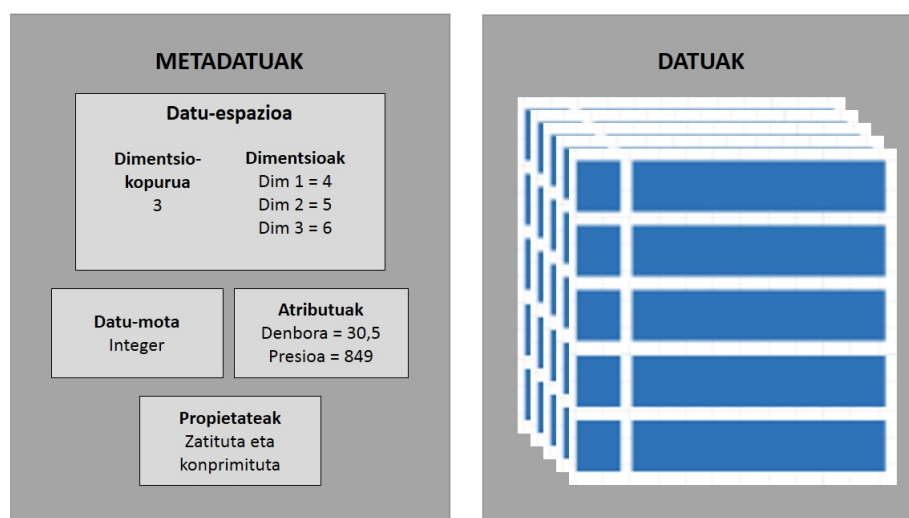 METADATUAK
Datu-espazioa
Dimentsio-
kopurua
3
Dimentsioak
Dim 1 = 4
Dim 2 = 5
Dim 3 = 6
Datu-mota
Integer
Atributuak
Denbora = 30,5
Presioa = 849
Propietateak
Zatituta eta
konprimituta
DATUAK